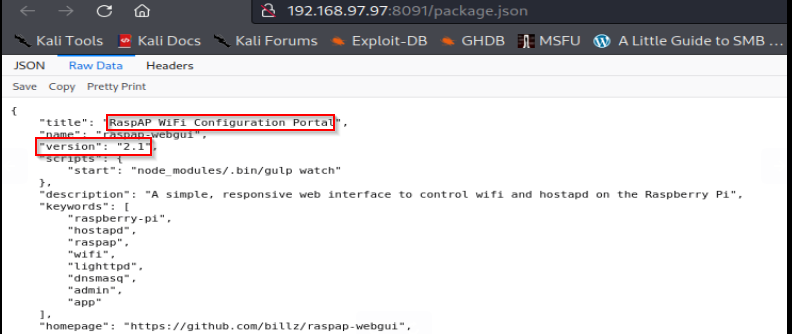 192.168.97.97:8091/package.json
Kali Tools Kali Docs Kali Forums Exploit-DB GHDB MSFU A Little Guide to SMB ...
JSON Raw Data Headers
Save Copy Pretty Print
{
"title": "RaspAP WiFi Configuration Portal",
"name": "raspap-webgui",
"version": "2.1",
"scripts": {
"start": "node_modules/.bin/gulp watch"
},
"description": "A simple, responsive web interface to control wifi and hostapd on the Raspberry Pi",
"keywords": [
"raspberry-pi",
"hostapd",
"raspap",
"wifi",
"lighttpd",
"dnsmasq",
"admin",
"app"
],
"homepage": "https://github.com/billz/raspap-webgui",